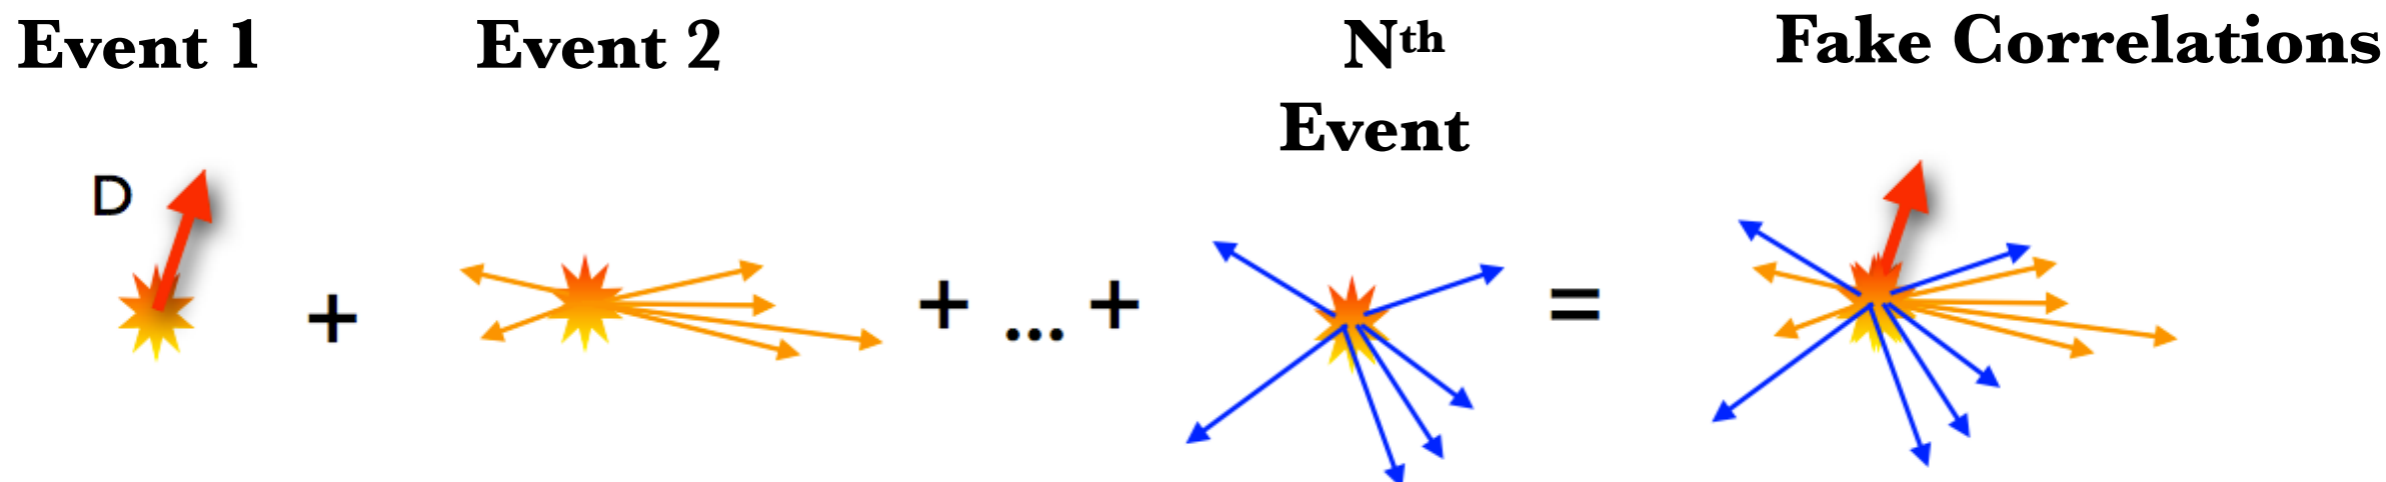 Event 1
Event 2
Nth
Event
Fake Correlations
D
+
+ ... +
=